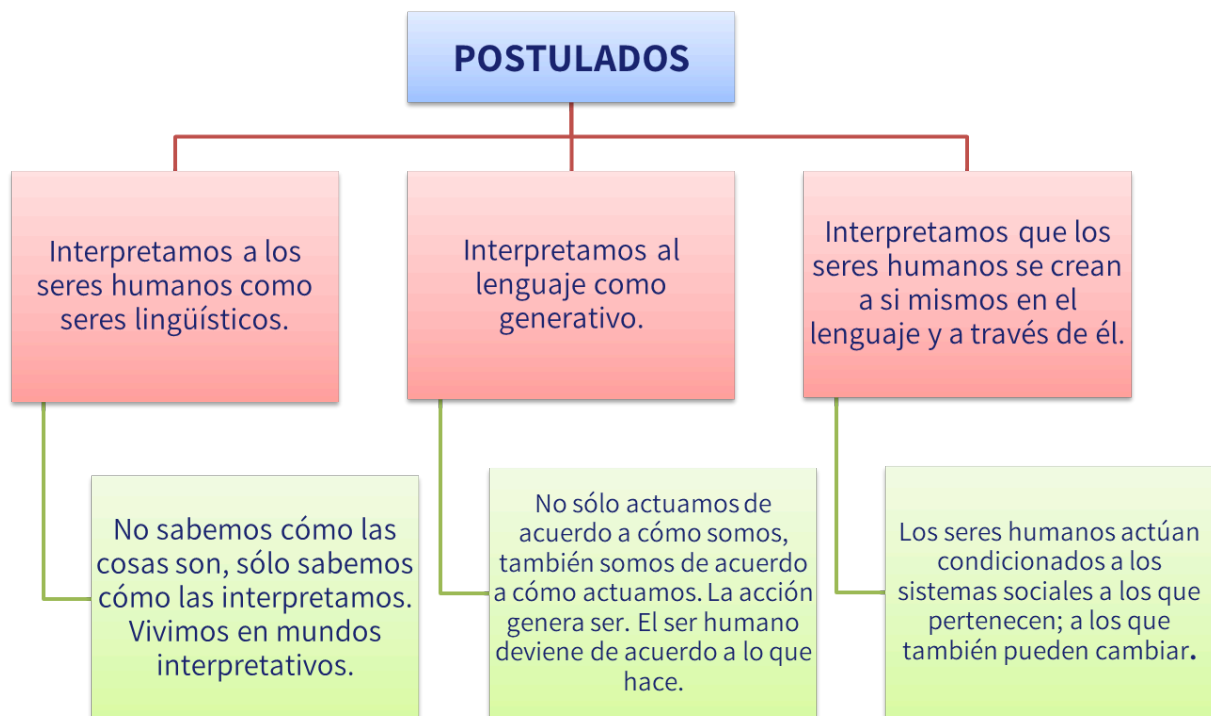 POSTULADOS
Interpretamos a los
seres humanos como
seres lingüísticos.
Interpretamos al
lenguaje como
generativo.
Interpretamos que los
seres humanos se crean
a si mismos en el
lenguaje y a través de él.
No sabemos cómo las
cosas son, sólo sabemos
cómo las interpretamos.
Vivimos en mundos
interpretativos.
No sólo actuamos de
acuerdo a cómo somos,
también somos de acuerdo
a cómo actuamos. La acción
genera ser. El ser humano
deviene de acuerdo a lo que
hace.
Los seres humanos actúan
condicionados a los
sistemas sociales a los que
pertenecen; a los que
también pueden cambiar.